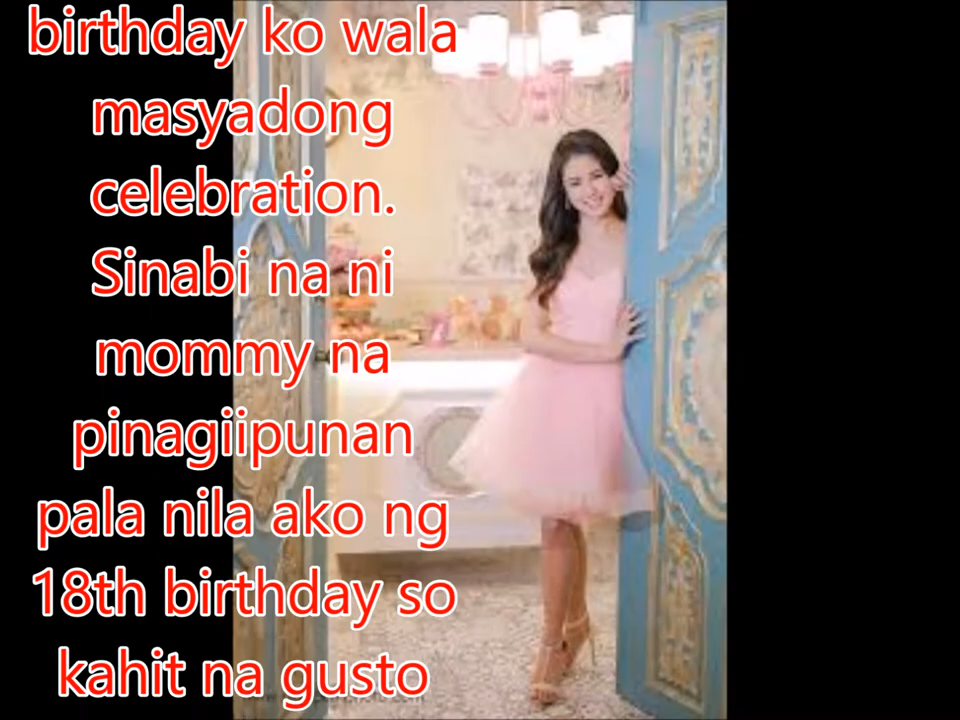 birthday ko wala
masyadong
celebration.
Sinabi na ni
mommy na
pinagiipunan
pala nila ako ng
18th birthday so
kahit na gusto